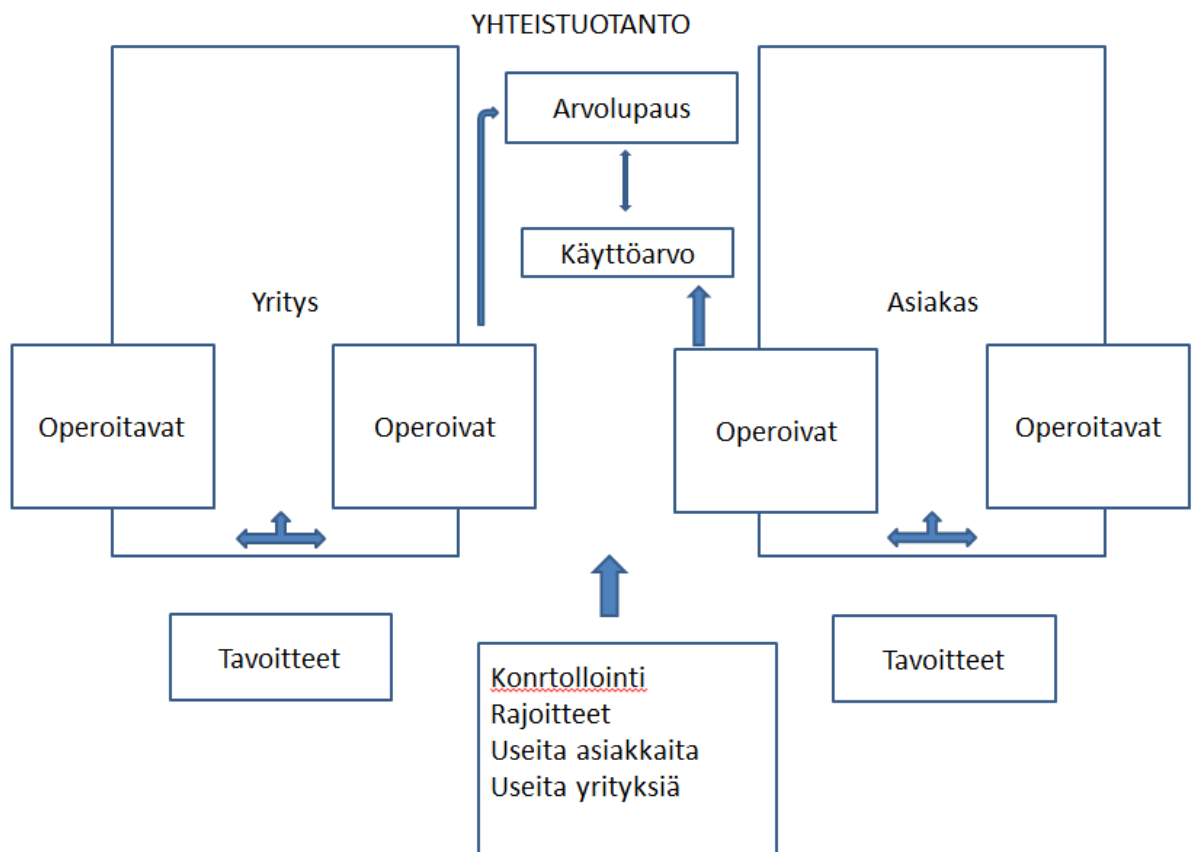 YHTEISTUOTANTO
Arvolupaus
Käyttöarvo
Yritys
Asiakas
Operoitavat
Operoivat
Operoivat
Operoitavat
Tavoitteet
Tavoitteet
Konrtollointi
Rajoitteet
Useita asiakkaita
Useita yrityksiä